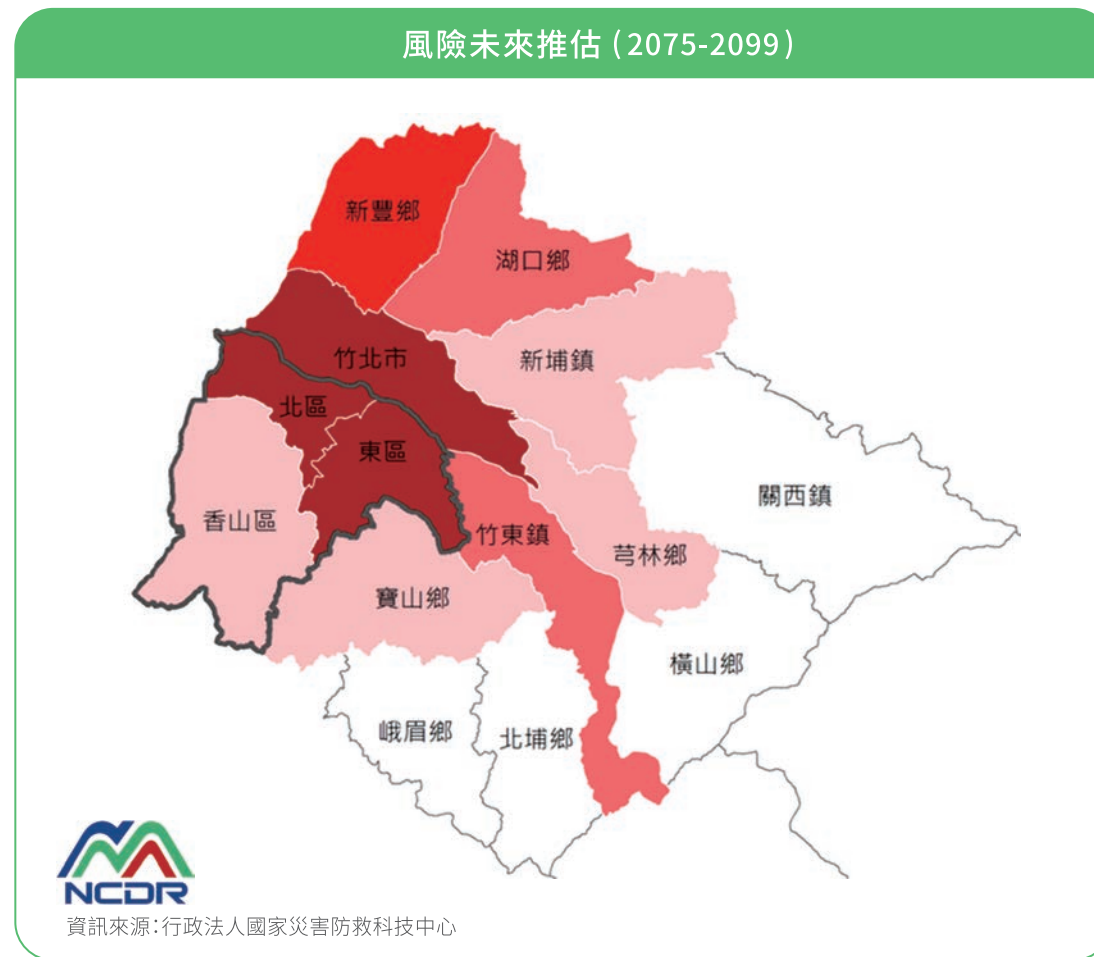 風險未來推估(2075-2099)
新豐鄉
湖口鄉
竹北市
新埔鎮
北區
東區
關西鎮
香山區
竹東鎮
芎林鄉
寶山鄉
橫山鄉
峨眉鄉
北埔鄉
NCDR
資訊來源:行政法人國家災害防救科技中心